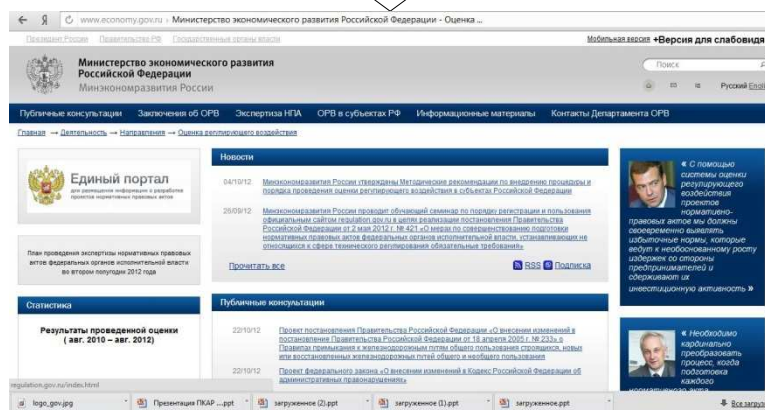 www.economy.gov.ru › Министерство экономического развития Российской Федерации - Оценка ...
Президент России Правительство РФ Государственные органы власти
Мобильная версия +Версия для слабовидя
Министерство экономического развития
Российской Федерации
Минэкономразвития России
Поиск
Русский Engli
Публичные консультации Заключения об ОРВ Экспертиза НПА ОРВ в субъектах РФ Информационные материалы Контакты Департамента ОРВ
Главная → Деятельность → Направления → Оценка регулирующего воздействия
Единый портал
для размещения информации о разработке
проектов нормативных правовых актов
План проведения экспертизы нормативных правовых
актов федеральных органов исполнительной власти
во втором полугодии 2012 года
Статистика
Результаты проведенной оценки
( авг. 2010 – авг. 2012)
Новости
04/10/12 Минэкономразвития России утверждены Методические рекомендации по внедрению процедуры и
порядка проведения оценки регулирующего воздействия в субъектах Российской Федерации
26/09/12 Минэкономразвития России проводит обучающий семинар по порядку регистрации и пользования
официальным сайтом regulation.gov.ru в целях реализации постановления Правительства
Российской Федерации от 2 мая 2012 г. № 421 «О мерах по совершенствованию подготовки
нормативных правовых актов федеральных органов исполнительной власти, устанавливающих не
относящихся к сфере технического регулирования обязательные требования»
Прочитать все RSS Подписка
Публичные консультации
22/10/12 Проект постановления Правительства Российской Федерации «О внесении изменений в
постановление Правительства Российской Федерации от 18 апреля 2005 г. № 233» о
Правилах примыкания к железнодорожным путям общего пользования строящихся, новых
или восстановленных железнодорожных путей общего и необщего пользования
22/10/12 Проект федерального закона «О внесении изменений в Кодекс Российской Федерации об
административных правонарушениях»
« С помощью
системы оценки
регулирующего
воздействия
проектов
нормативно-
правовых актов мы должны
своевременно выявлять
избыточные нормы, которые
ведут к необоснованному росту
издержек со стороны
предпринимателей и
сдерживают их
инвестиционную активность »
« Необходимо
кардинально
преобразовать
процесс, когда
подготовка
каждого
нормативного акта
regulation.gov.ru/index.html
logo_gov.jpg Презентация ПКАР ....ppt загруженное (2).ppt загруженное (1).ppt загруженное.ppt Все загруз